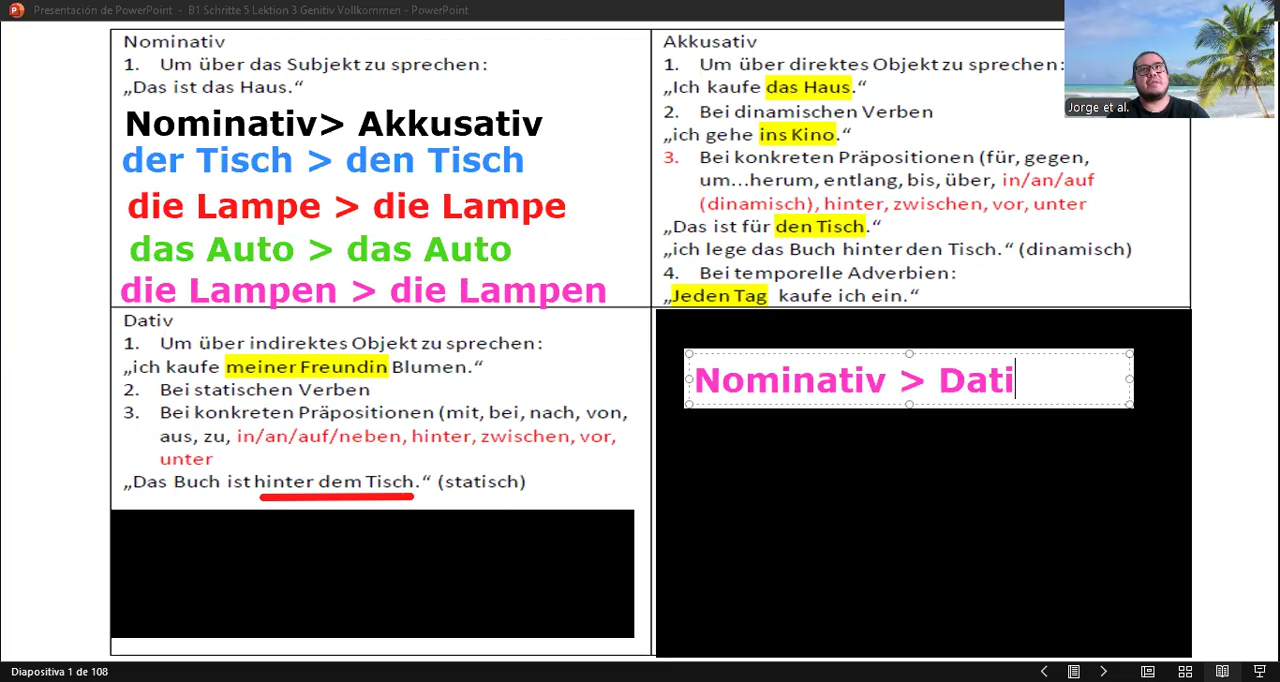 Presentación de PowerPoint - B1 Schritte 5 Lektion 3 Genitiv Vollkommen - PowerPoint
Nominativ
1. Um über das Subjekt zu sprechen:
„Das ist das Haus.“
Nominativ> Akkusativ
der Tisch > den Tisch
die Lampe > die Lampe
das Auto > das Auto
die Lampen > die Lampen
Akkusativ
1. Um über direktes Objekt zu sprechen:
„Ich kaufe das Haus.“
2. Bei dinamischen Verben
„ich gehe ins Kino.“
3. Bei konkreten Präpositionen (für, gegen,
um...herum, entlang, bis, über, in/an/auf
(dinamisch), hinter, zwischen, vor, unter
„Das ist für den Tisch.“
„ich lege das Buch hinter den Tisch.“ (dinamisch)
4. Bei temporelle Adverbien:
„Jeden Tag kaufe ich ein.“
Jorge et al.
Dativ
1. Um über indirektes Objekt zu sprechen:
„ich kaufe meiner Freundin Blumen.“
2. Bei statischen Verben
3. Bei konkreten Präpositionen (mit, bei, nach, von,
aus, zu, in/an/auf/neben, hinter, zwischen, vor,
unter
„Das Buch ist hinter dem Tisch.“ (statisch)
Nominativ > Dati
Diapositiva 1 de 108